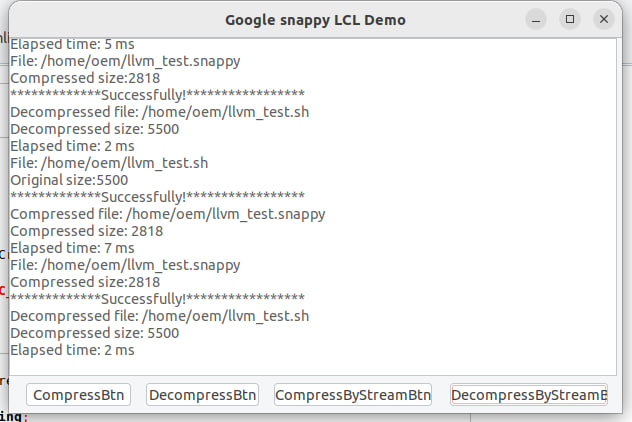 Google snappy LCL Demo
Elapsed time: 5 ms
File: /home/oem/llvm_test.snappy
Compressed size:2818
*************Successfully!*****************
Decompressed file: /home/oem/llvm_test.sh
Decompressed size: 5500
Elapsed time: 2 ms
File: /home/oem/llvm_test.sh
Original size:5500
*************Successfully!*****************
Compressed file: /home/oem/llvm_test.snappy
Compressed size: 2818
Elapsed time: 7 ms
File: /home/oem/llvm_test.snappy
Compressed size:2818
*************Successfully!*****************
Decompressed file: /home/oem/llvm_test.sh
Decompressed size: 5500
Elapsed time: 2 ms
CompressBtn DecompressBtn CompressByStreamBtn DecompressByStreamB
ing;